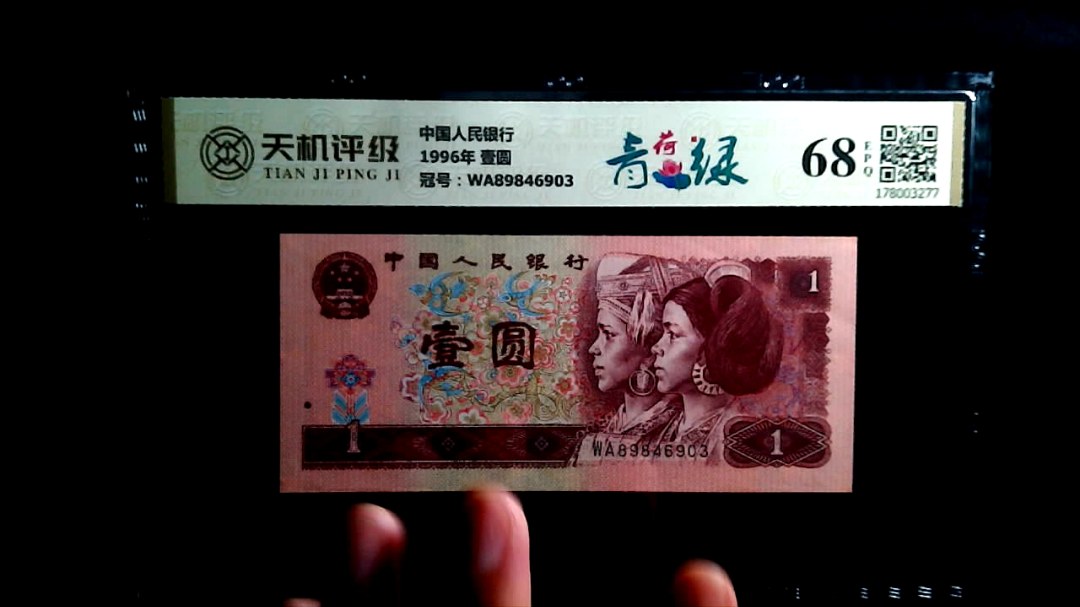 天机评级
TIAN JI PING JI
中国人民银行
1996年 壹圆
冠号：WA89846903
青荷绿
68
EPQ
178003277
中国人民银行
1
壹圆
1
WA89846903
1